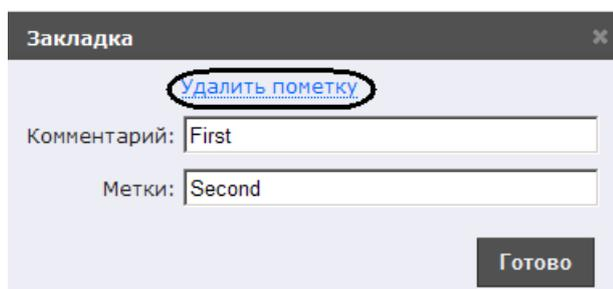 Закладка
Удалить пометку
Комментарий: First
Метки: Second
Готово